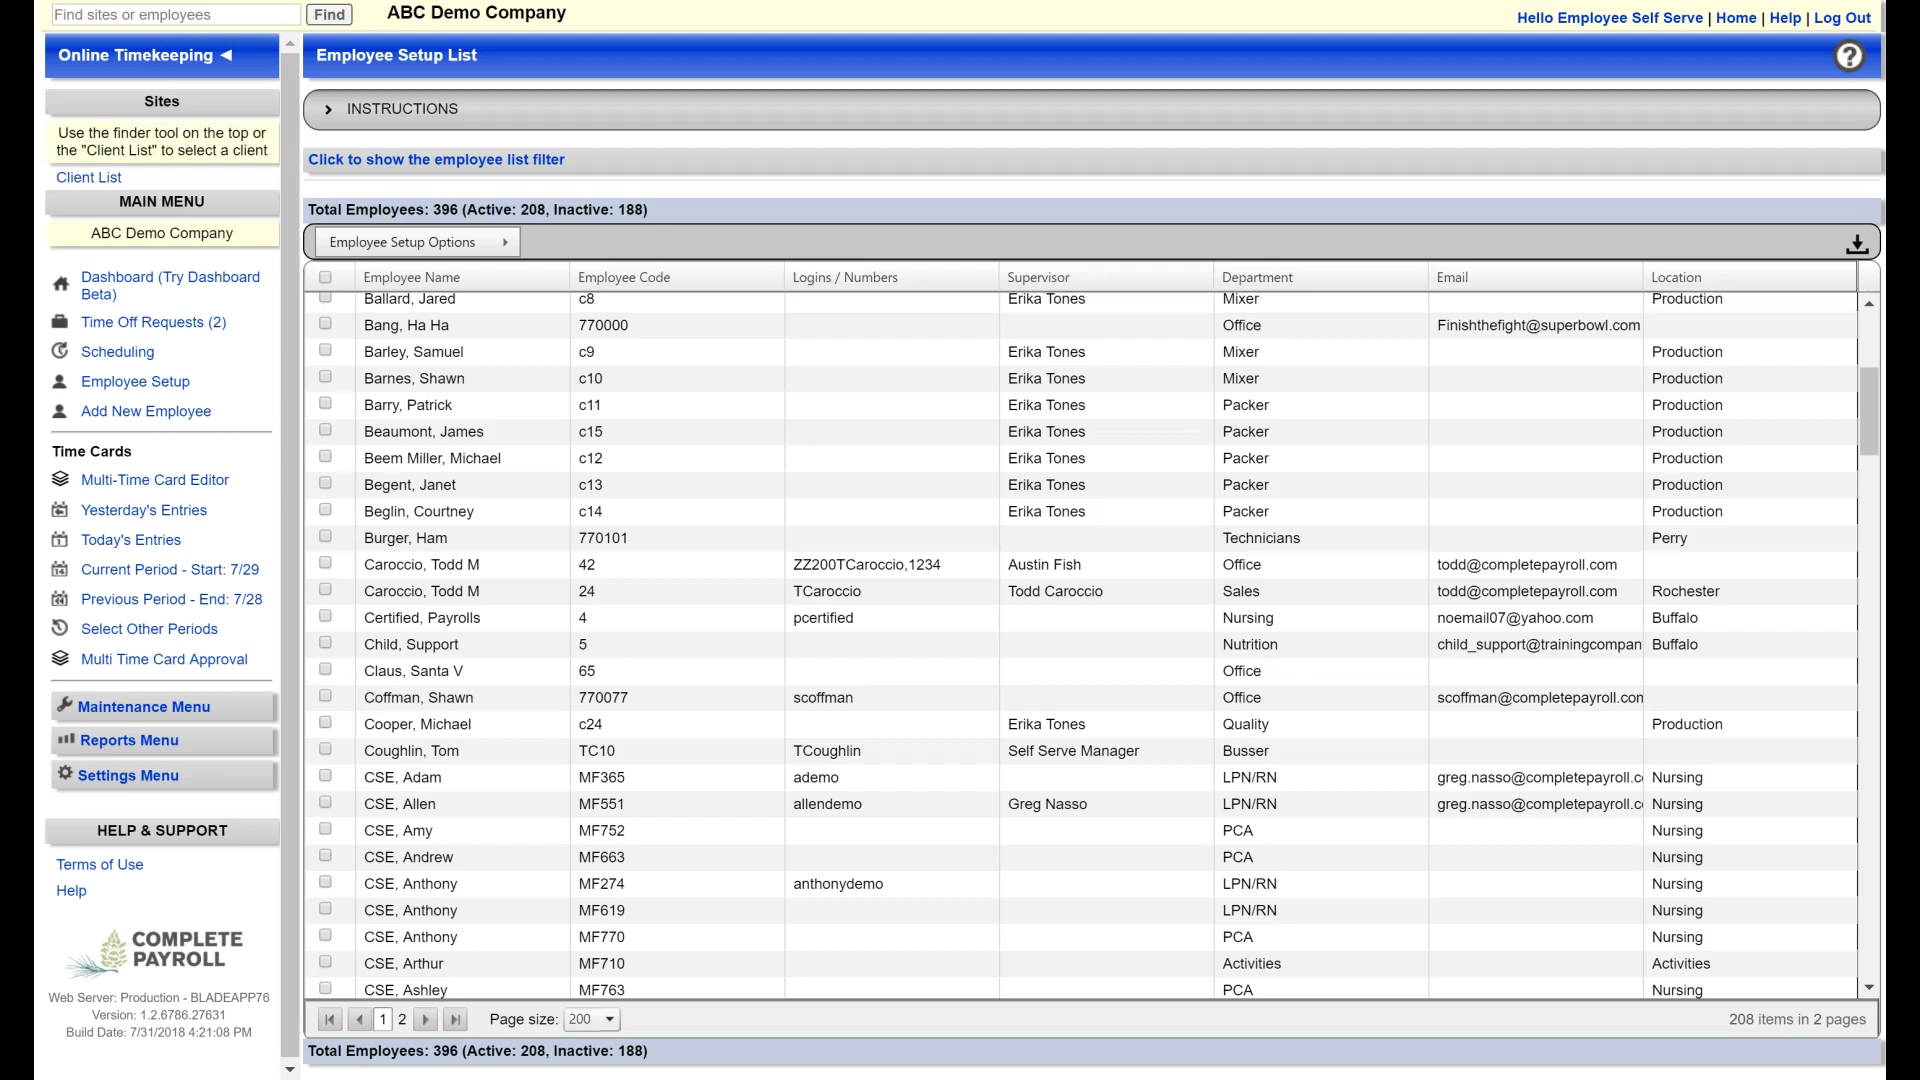 Find sites or employees Find ABC Demo Company
Hello Employee Self Serve | Home | Help | Log Out
Online Timekeeping ◀
Sites
Use the finder tool on the top or
the "Client List" to select a client
Client List
MAIN MENU
ABC Demo Company
Dashboard (Try Dashboard
Beta)
Time Off Requests (2)
Scheduling
Employee Setup
Add New Employee
Time Cards
Multi-Time Card Editor
Yesterday's Entries
Today's Entries
Current Period - Start: 7/29
Previous Period - End: 7/28
Select Other Periods
Multi Time Card Approval
Maintenance Menu
Reports Menu
Settings Menu
HELP & SUPPORT
Terms of Use
Help
COMPLETE
PAYROLL
Web Server: Production - BLADEAPP76
Version: 1.2.6786.27631
Build Date: 7/31/2018 4:21:08 PM
Employee Setup List
INSTRUCTIONS
Click to show the employee list filter
Total Employees: 396 (Active: 208, Inactive: 188)
Employee Setup Options
Employee Name Employee Code Logins / Numbers Supervisor Department Email Location
Ballard, Jared c8 Erika Tones Mixer Production
Bang, Ha Ha 770000 Office Finishthefight@superbowl.com
Barley, Samuel c9 Erika Tones Mixer Production
Barnes, Shawn c10 Erika Tones Mixer Production
Barry, Patrick c11 Erika Tones Packer Production
Beaumont, James c15 Erika Tones Packer Production
Beem Miller, Michael c12 Erika Tones Packer Production
Begent, Janet c13 Erika Tones Packer Production
Beglin, Courtney c14 Erika Tones Packer Production
Burger, Ham 770101 Technicians Perry
Caroccio, Todd M 42 ZZ200TCaroccio,1234 Austin Fish Office todd@completepayroll.com
Caroccio, Todd M 24 TCaroccio Todd Caroccio Sales todd@completepayroll.com Rochester
Certified, Payrolls 4 pcertified Nursing noemail07@yahoo.com Buffalo
Child, Support 5 Nutrition child_support@trainingcompan Buffalo
Claus, Santa V 65 Office
Coffman, Shawn 770077 scoffman Office scoffman@completepayroll.com
Cooper, Michael c24 Erika Tones Quality Production
Coughlin, Tom TC10 TCoughlin Self Serve Manager Busser
CSE, Adam MF365 ademo LPN/RN greg.nasso@completepayroll.c Nursing
CSE, Allen MF551 allendemo Greg Nasso LPN/RN greg.nasso@completepayroll.c Nursing
CSE, Amy MF752 PCA Nursing
CSE, Andrew MF663 PCA Nursing
CSE, Anthony MF274 anthonydemo LPN/RN Nursing
CSE, Anthony MF619 LPN/RN Nursing
CSE, Anthony MF770 PCA Nursing
CSE, Arthur MF710 Activities Activities
CSE, Ashley MF763 PCA Nursing
1 2 Page size: 200 208 items in 2 pages
Total Employees: 396 (Active: 208, Inactive: 188)